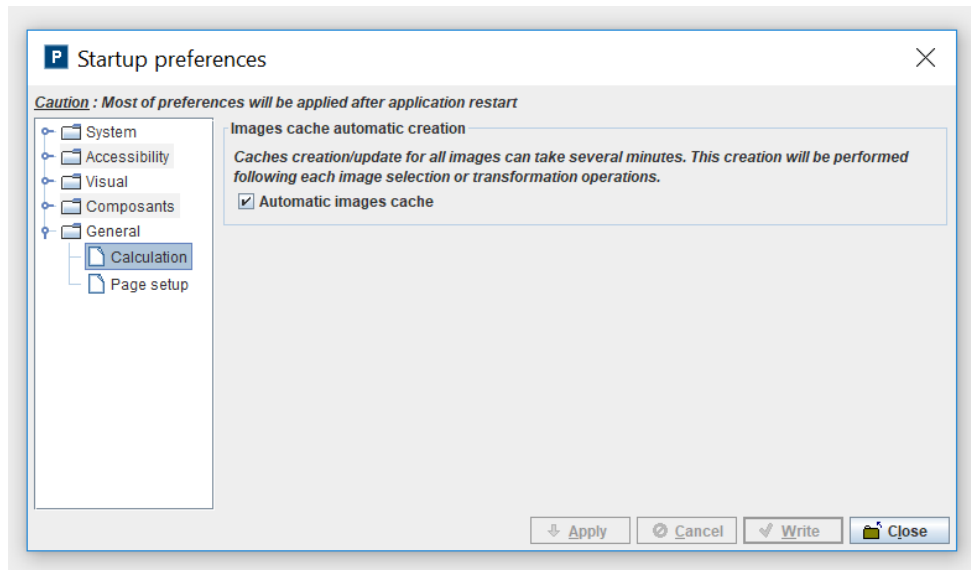 P Startup preferences
Caution : Most of preferences will be applied after application restart
System
Accessibility
Visual
Composants
General
Calculation
Page setup
Images cache automatic creation
Caches creation/update for all images can take several minutes. This creation will be performed
following each image selection or transformation operations.
Automatic images cache
Apply
Cancel
Write
Close